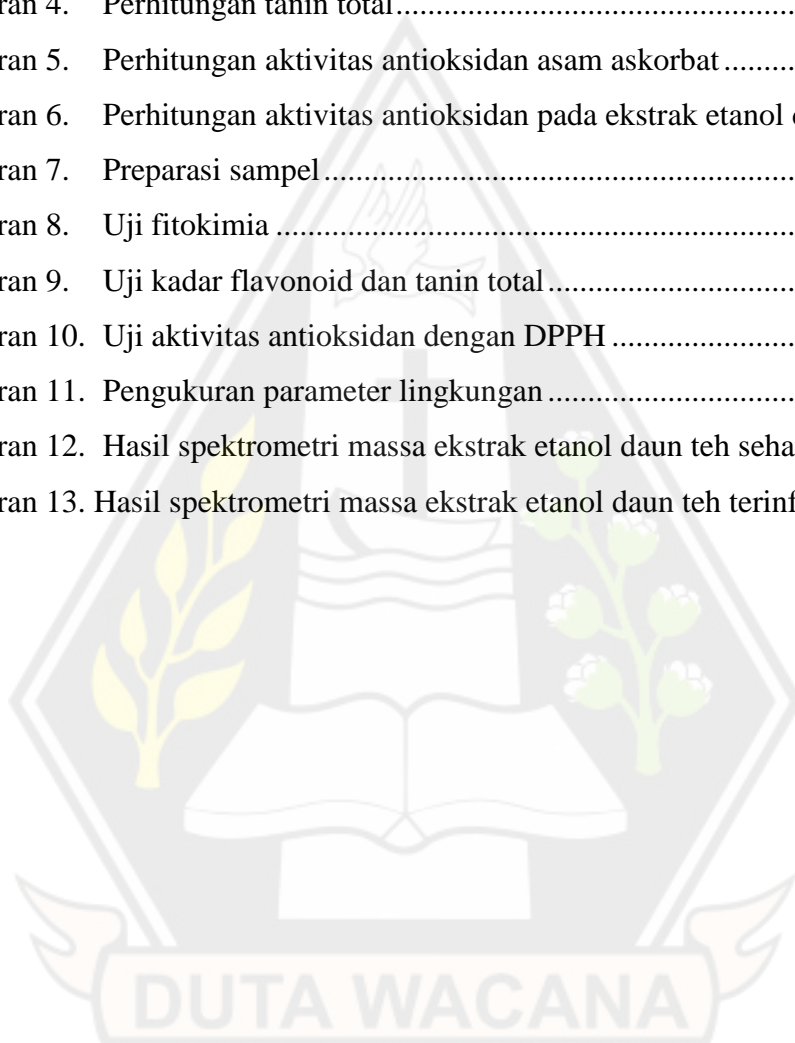 ran 4. Perhitungan tanin total
ran 5. Perhitungan aktivitas antioksidan asam askorbat
ran 6. Perhitungan aktivitas antioksidan pada ekstrak etanol
ran 7. Preparasi sampel
ran 8. Uji fitokimia
ran 9. Uji kadar flavonoid dan tanin total
ran 10. Uji aktivitas antioksidan dengan DPPH
ran 11. Pengukuran parameter lingkungan
ran 12. Hasil spektrometri massa ekstrak etanol daun teh seha
ran 13. Hasil spektrometri massa ekstrak etanol daun teh terinf
DUTA WACANA